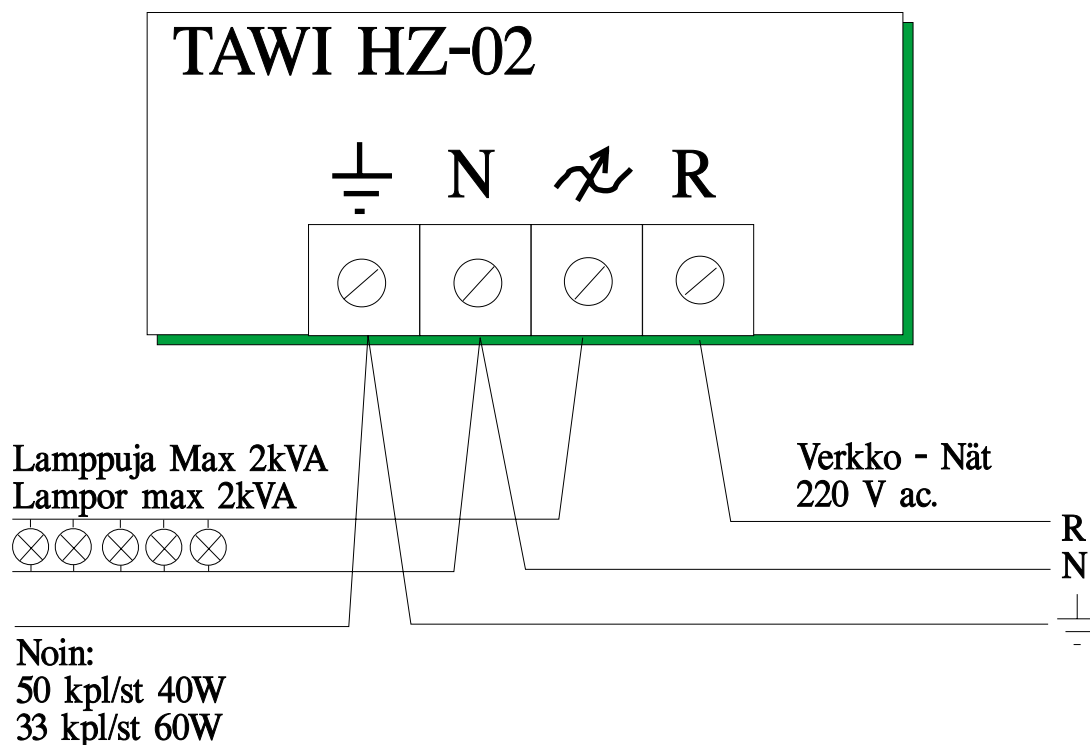 TAWI HZ-02
N R
Lamppuja Max 2kVA
Lampor max 2kVA
Verkko - Nät
220 V ac.
R
N
Noin:
50 kpl/st 40W
33 kpl/st 60W